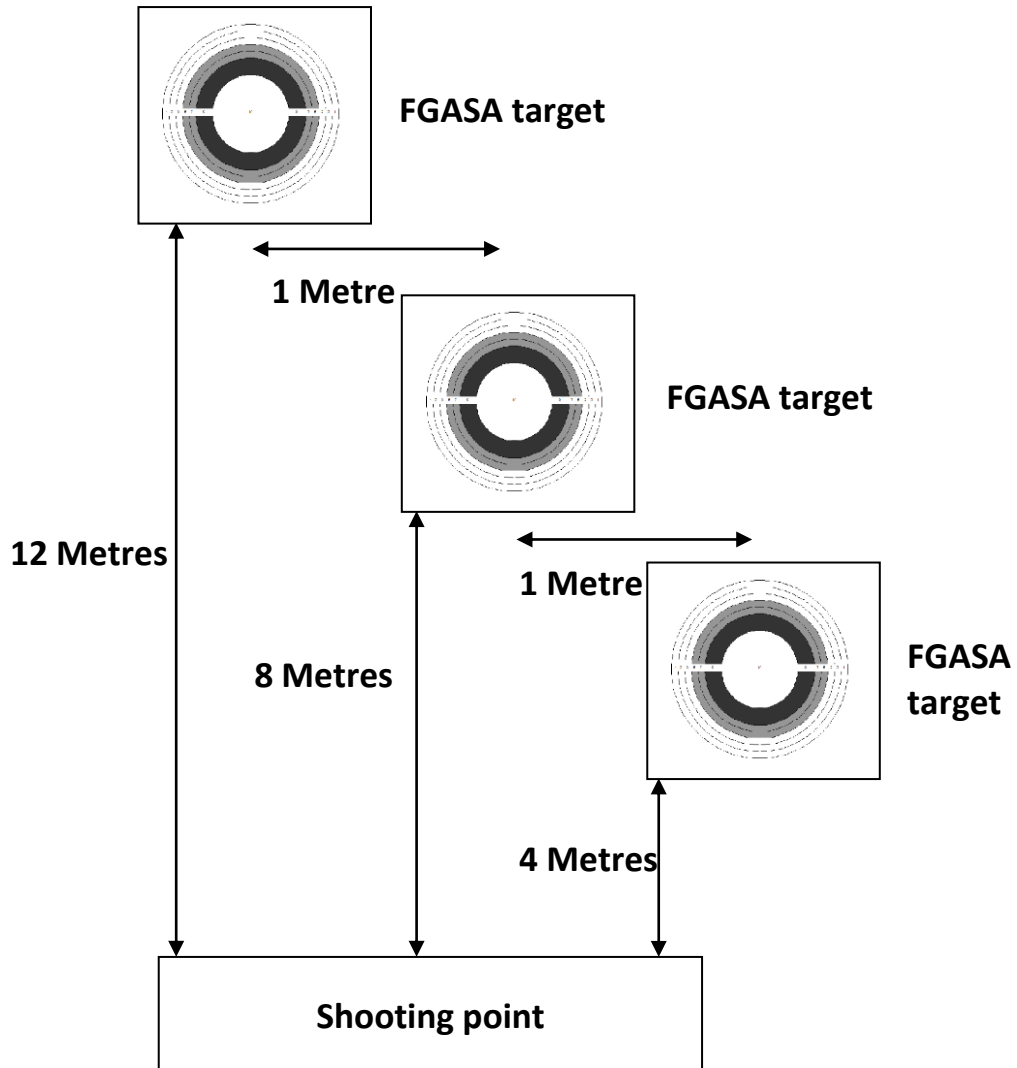 FGASA target
1 Metre
FGASA target
12 Metres
1 Metre
8 Metres
FGASA
target
4 Metres
Shooting point